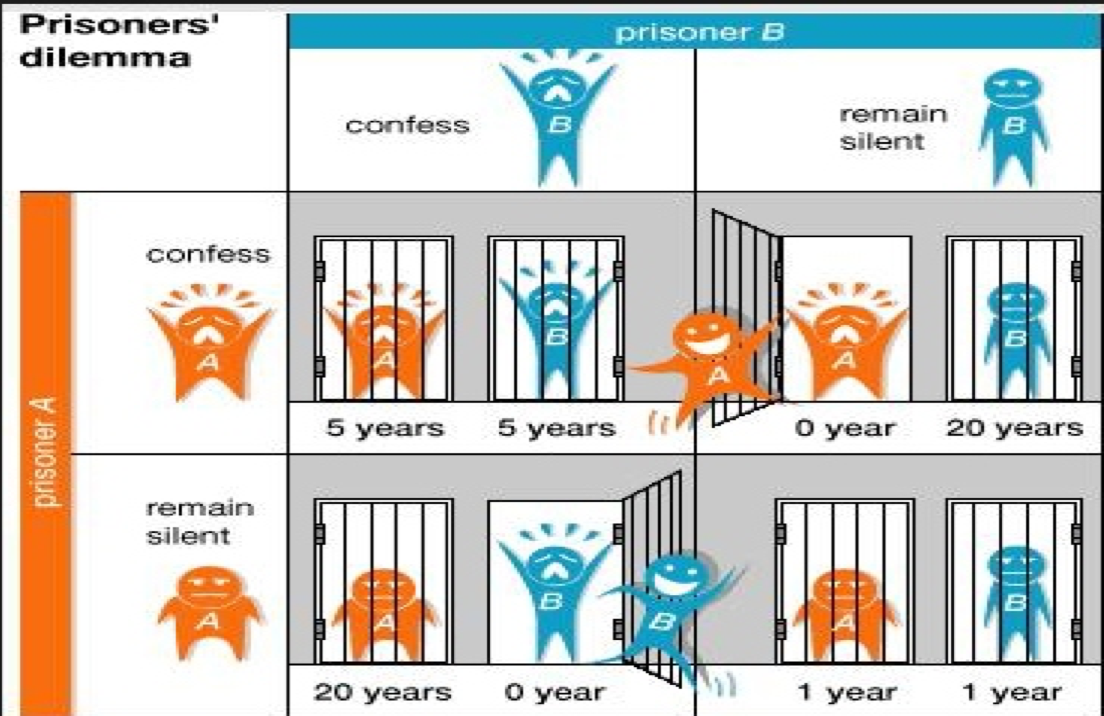 Prisoners'
dilemma
prisoner B
confess
B
remain
silent
B
prisoner A
confess
A
A
B
A
A
B
5 years
5 years
0 year
20 years
remain
silent
A
A
B
B
A
B
20 years
0 year
1 year
1 year